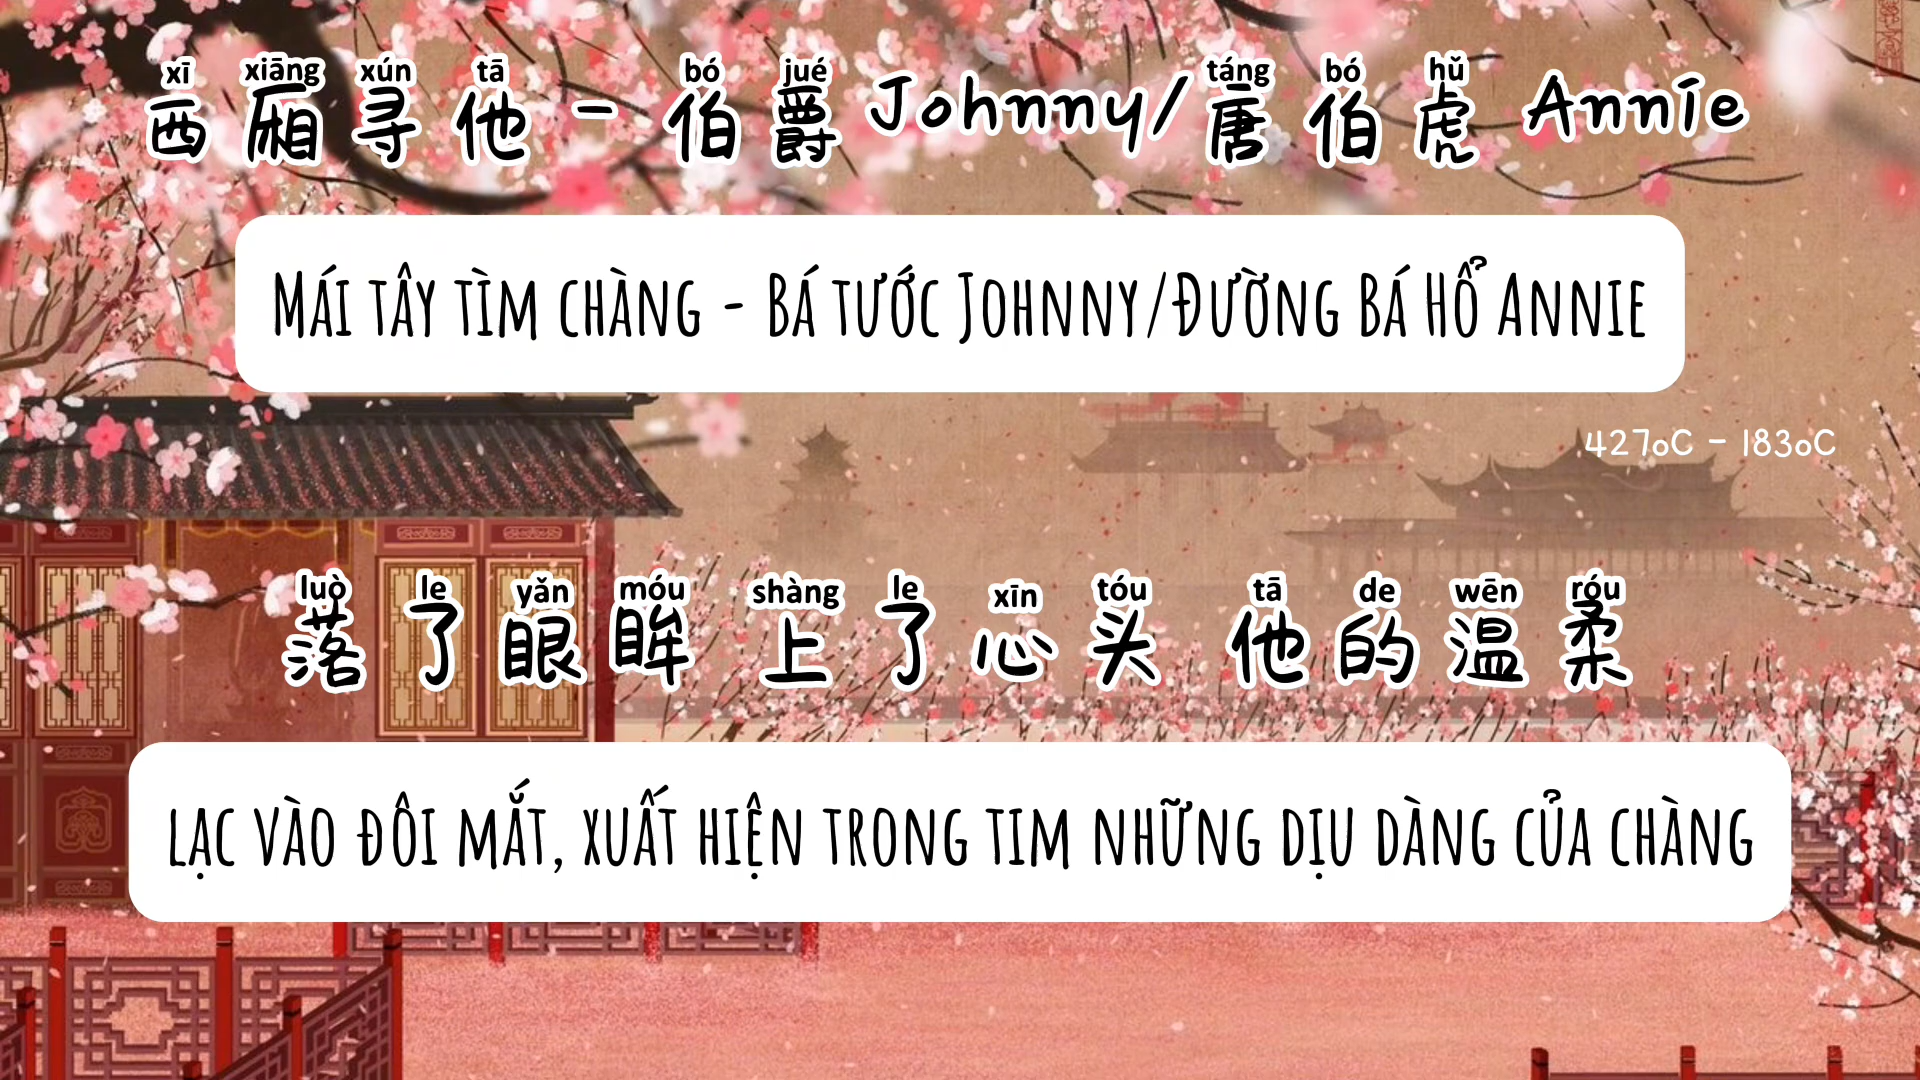 xī xiāng xún tā bó jué táng bó hǔ
西厢寻他 - 伯爵 Johnny/唐伯虎 Annie
Mái tây tìm chàng - Bá tước Johnny/Đường Bá Hổ Annie
427oC - 183oC
luò le yǎn móu shàng le xīn tóu tā de wēn róu
落了眼眸 上了心头 他的温柔
lạc vào đôi mắt, xuất hiện trong tim những dịu dàng của chàng